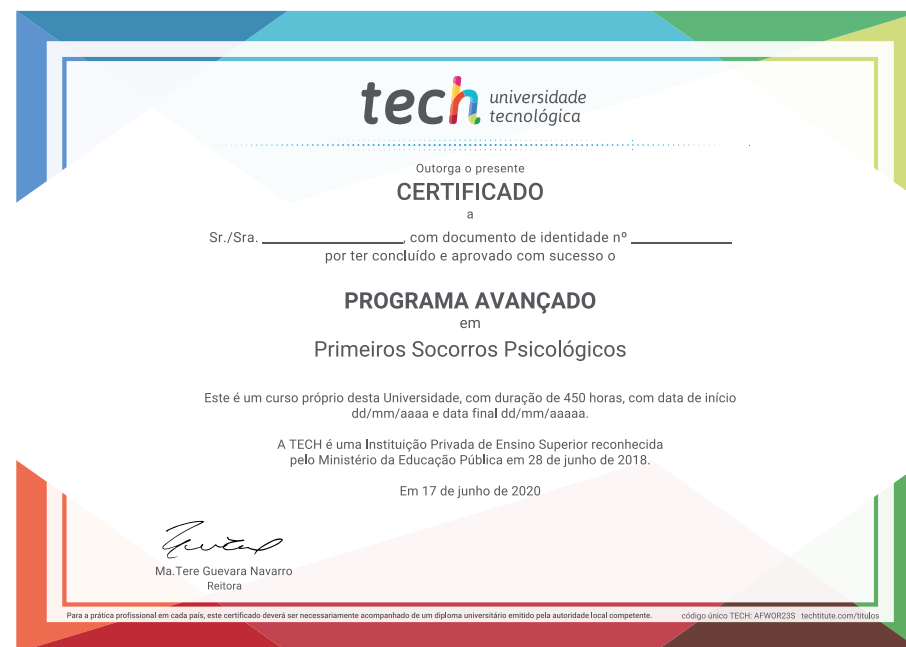 tech universidade
tecnológica
Outorga o presente
CERTIFICADO
a
Sr./Sra. ____________________, com documento de identidade nº ______________
por ter concluído e aprovado com sucesso o
PROGRAMA AVANÇADO
em
Primeiros Socorros Psicológicos
Este é um curso próprio desta Universidade, com duração de 450 horas, com data de início
dd/mm/aaaa e data final dd/mm/aaaaa.
A TECH é uma Instituição Privada de Ensino Superior reconhecida
pelo Ministério da Educação Pública em 28 de junho de 2018.
Em 17 de junho de 2020
Ma.Tere Guevara Navarro
Reitora
Para a prática profissional em cada país, este certificado deverá ser necessariamente acompanhado de um diploma universitário emitido pela autoridade local competente. código único TECH: AFWOR23S techtitute.com/titulos